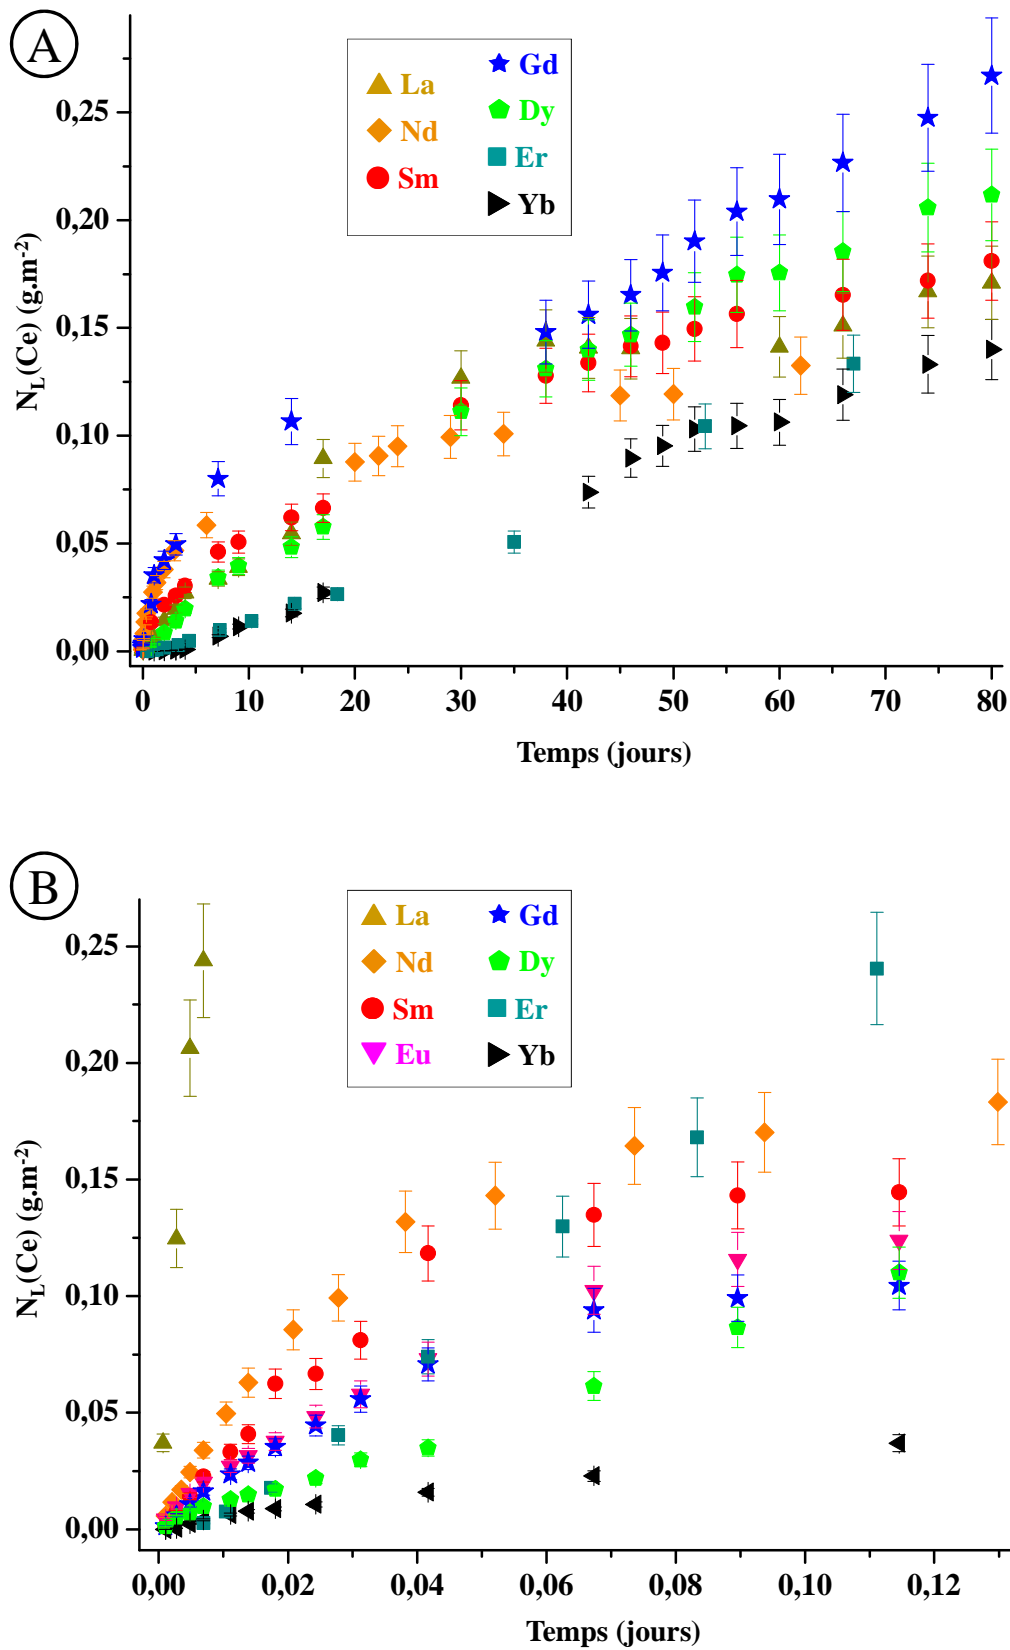 A
La
Nd
Sm
Gd
Dy
Er
Yb
N_L(Ce) (g.m⁻²)
0,25
0,20
0,15
0,10
0,05
0,00
0 10 20 30 40 50 60 70 80
Temps (jours)
B
La
Nd
Sm
Eu
Gd
Dy
Er
Yb
N_L(Ce) (g.m⁻²)
0,25
0,20
0,15
0,10
0,05
0,00
0,00 0,02 0,04 0,06 0,08 0,10 0,12
Temps (jours)